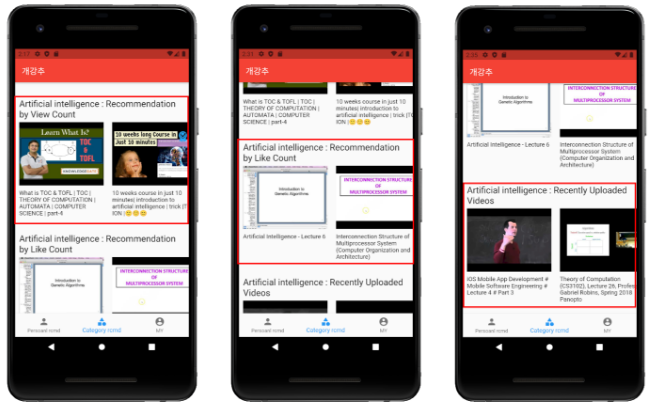 2:17
개강추
Artificial intelligence : Recommendation
by View Count
Learn What Is?
TOC
&
TOFL
10 weeks long Course in
Just 10 minutes
What is TOC & TOFL | TOC |
THEORY OF COMPUTATION |
AUTOMATA | COMPUTER
SCIENCE | part-4
10 weeks course in just 10
minutes| introduction to
artificial intelligence | trick |T
ION |
Artificial intelligence : Recommendation
by Like Count
Introduction to
Genetic Algorithms
INTERCONNECTION STRUCTURE
OF
MULTIPROCESSOR SYSTEM
Personal rcmd
Category rcmd
MY
2:21
개강추
What is TOC & TOFL | TOC |
THEORY OF COMPUTATION |
AUTOMATA | COMPUTER
SCIENCE | part-4
10 weeks course in just 10
minutes| introduction to
artificial intelligence | trick |T
ION |
Artificial intelligence : Recommendation
by Like Count
Introduction to
Genetic Algorithms
INTERCONNECTION STRUCTURE
OF
MULTIPROCESSOR SYSTEM
Artificial Intelligence - Lecture 6
Interconnection Structure of
Multiprocessor System
(Computer Organization and
Architecture)
Artificial intelligence : Recently Uploaded
Videos
Personal rcmd
Category rcmd
MY
개강추
Introduction to
Genetic Algorithms
INTERCONNECTION STRUCTURE
OF
MULTIPROCESSOR SYSTEM
Artificial Intelligence - Lecture 6
Interconnection Structure of
Multiprocessor System
(Computer Organization and
Architecture)
Artificial intelligence : Recently Uploaded
Videos
iOS Mobile App Development #
Mobile Software Engineering #
Lecture 4 # Part 3
Theory of Computation
(CS3102), Lecture 26, Profes
Gabriel Robins, Spring 2018
Panopto
Personal rcmd
Category rcmd
MY